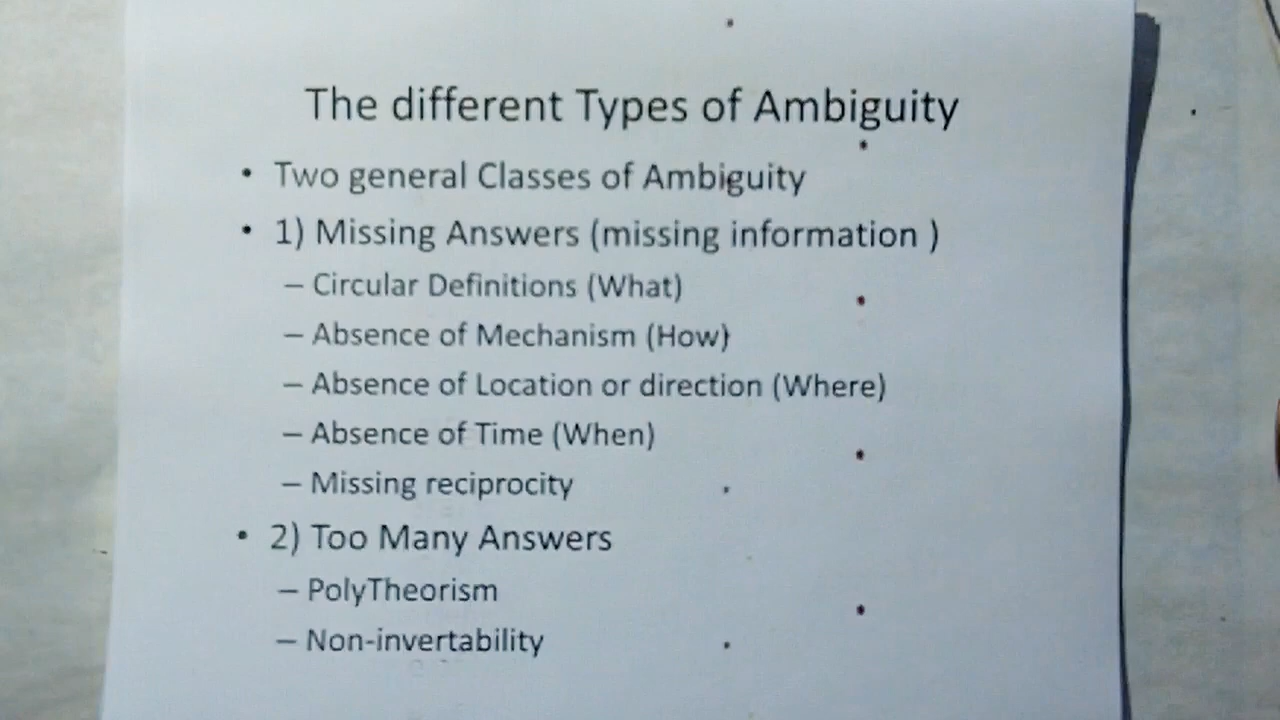 The different Types of Ambiguity
• Two general Classes of Ambiguity
• 1) Missing Answers (missing information )
– Circular Definitions (What)
– Absence of Mechanism (How)
– Absence of Location or direction (Where)
– Absence of Time (When)
– Missing reciprocity
• 2) Too Many Answers
– PolyTheorism
– Non-invertability